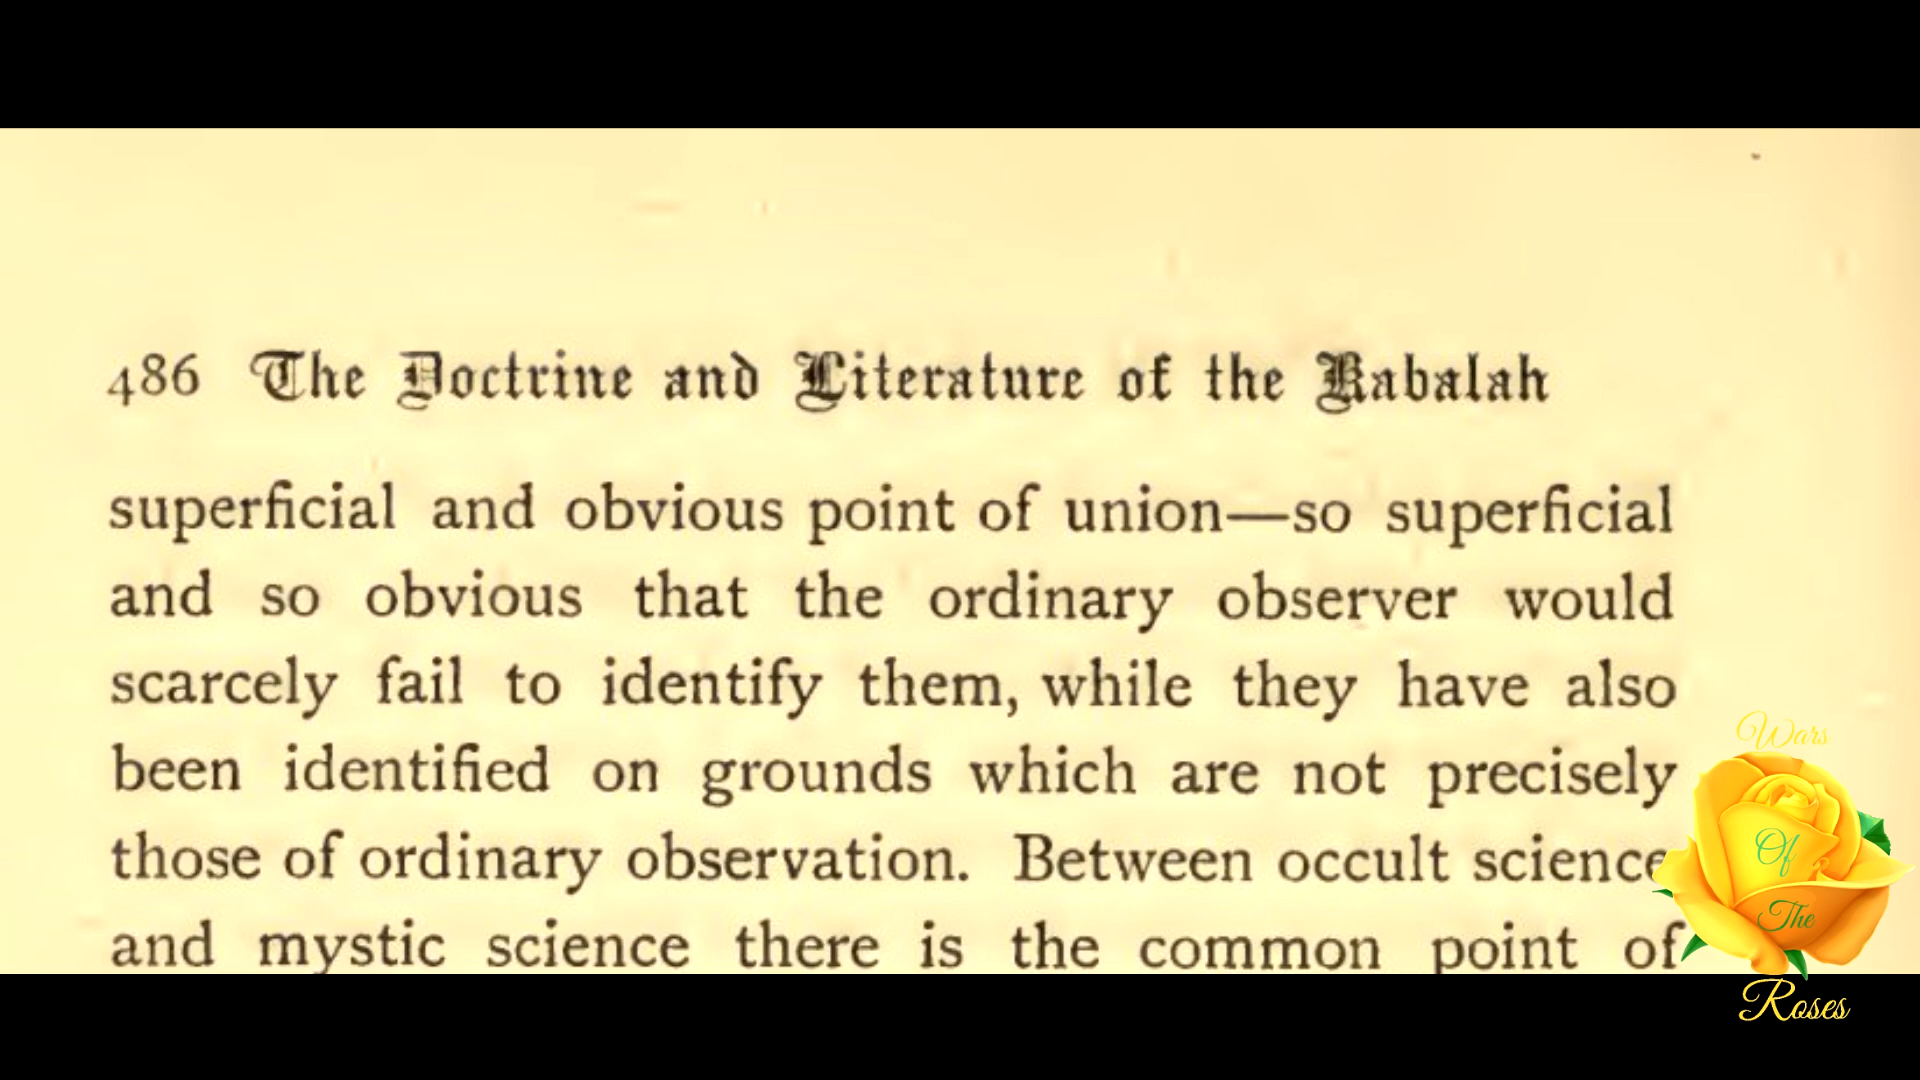 486 The Doctrine and Literature of the Kabalah
superficial and obvious point of union—so superficial
and so obvious that the ordinary observer would
scarcely fail to identify them, while they have also
been identified on grounds which are not precisely
those of ordinary observation. Between occult science
and mystic science there is the common point of
Wars
Of
The
Roses